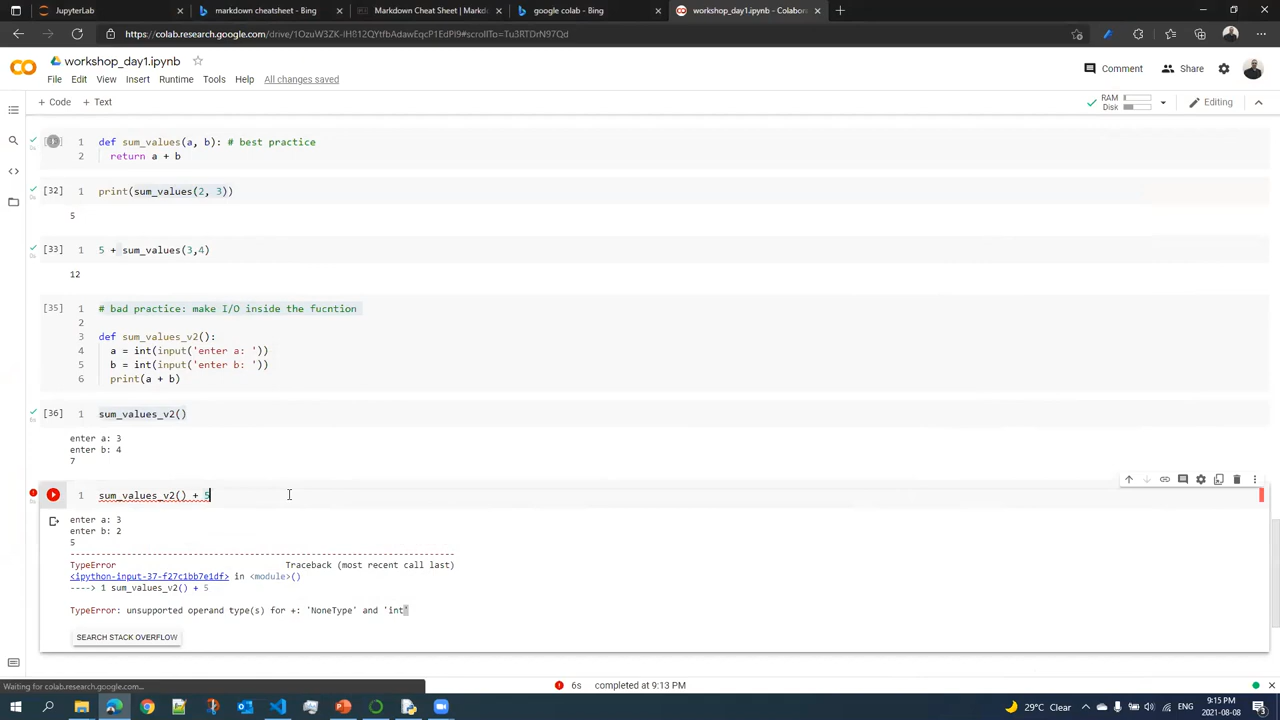 JupyterLab
markdown cheatsheet - Bing
Markdown Cheat Sheet | Markd
google colab - Bing
workshop_day1.ipynb - Colabora
https://colab.research.google.com/drive/1OzuW3ZK-iH812QYtfbAdawEqcP1EdPI9#scrollTo=Tu3RTDrN97Qd
workshop_day1.ipynb
File Edit View Insert Runtime Tools Help All changes saved
Comment Share
+ Code + Text
RAM
Disk
Editing
1 def sum_values(a, b): # best practice
2 return a + b
[32] 1 print(sum_values(2, 3))
5
[33] 1 5 + sum_values(3,4)
12
[35] 1 # bad practice: make I/O inside the fucntion
2
3 def sum_values_v2():
4 a = int(input('enter a: '))
5 b = int(input('enter b: '))
6 print(a + b)
[36] 1 sum_values_v2()
enter a: 3
enter b: 4
7
1 sum_values_v2() + 5
enter a: 3
enter b: 2
5
---------------------------------------------------------------------------
TypeError Traceback (most recent call last)
<ipython-input-37-f27c1bb7e1df> in <module>()
----> 1 sum_values_v2() + 5
TypeError: unsupported operand type(s) for +: 'NoneType' and 'int'
SEARCH STACK OVERFLOW
Waiting for colab.research.google.com...
6s completed at 9:13 PM
29°C Clear
ENG
9:15 PM
2021-08-08